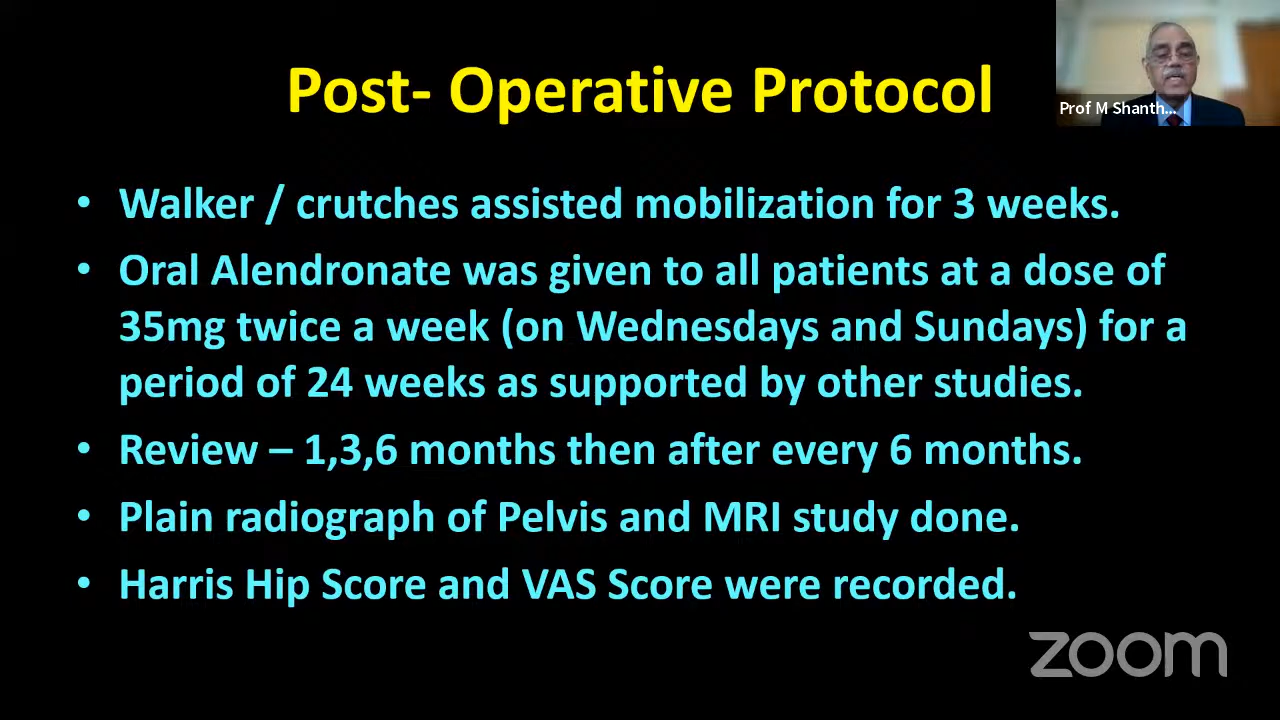 Post- Operative Protocol
Prof M Shanth...
• Walker / crutches assisted mobilization for 3 weeks.
• Oral Alendronate was given to all patients at a dose of
35mg twice a week (on Wednesdays and Sundays) for a
period of 24 weeks as supported by other studies.
• Review – 1,3,6 months then after every 6 months.
• Plain radiograph of Pelvis and MRI study done.
• Harris Hip Score and VAS Score were recorded.
zoom